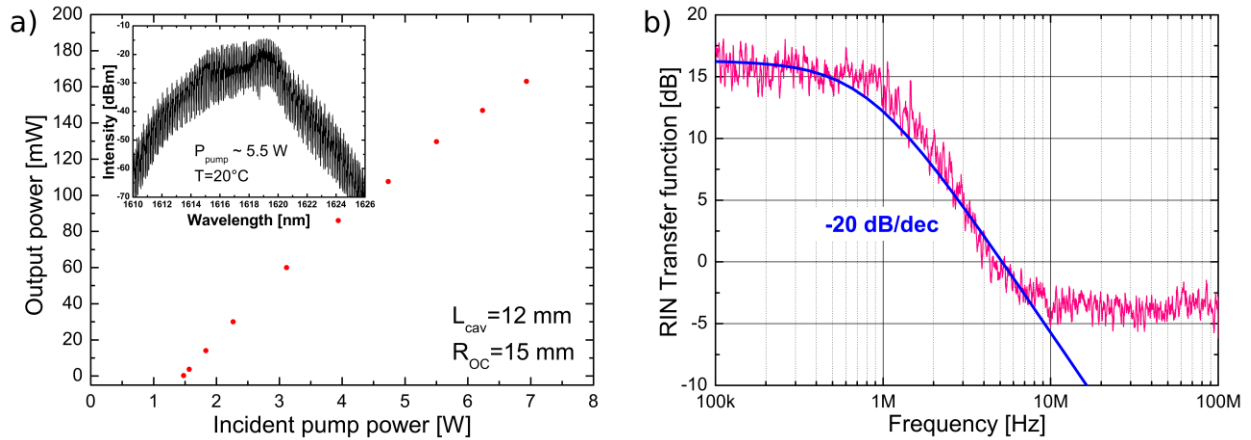 a)
Output power [mW]
200
180
160
140
120
100
80
60
40
20
0
0 1 2 3 4 5 6 7 8
Incident pump power [W]
L_cav=12 mm
R_OC=15 mm
Intensity [dBm]
-10
-20
-30
-40
-50
-60
-70
P_pump ~ 5.5 W
T=20°C
1610 1612 1614 1616 1618 1620 1622 1624 1626
Wavelength [nm]
b)
RIN Transfer function [dB]
20
15
10
5
0
-5
-10
-20 dB/dec
100k 1M 10M 100M
Frequency [Hz]